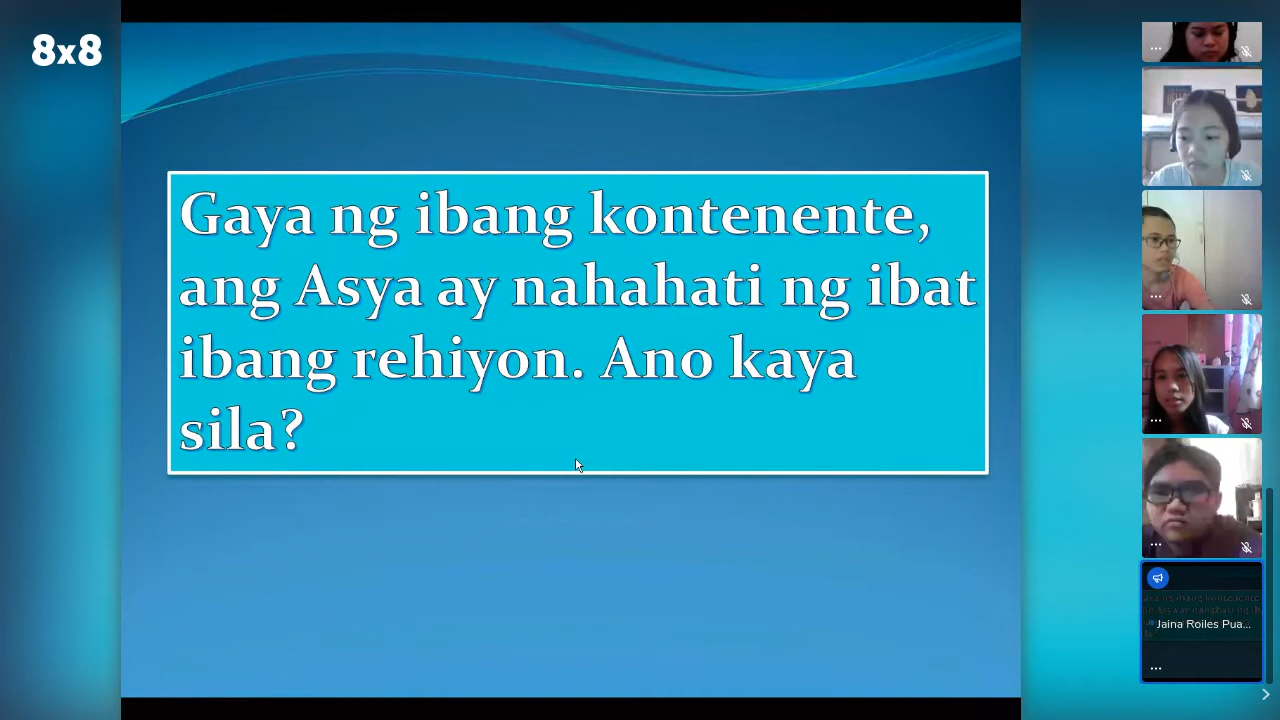 8x8
Gaya ng ibang kontenente,
ang Asya ay nahahati ng ibat
ibang rehiyon. Ano kaya
sila?
Jaina Roiles Pua...